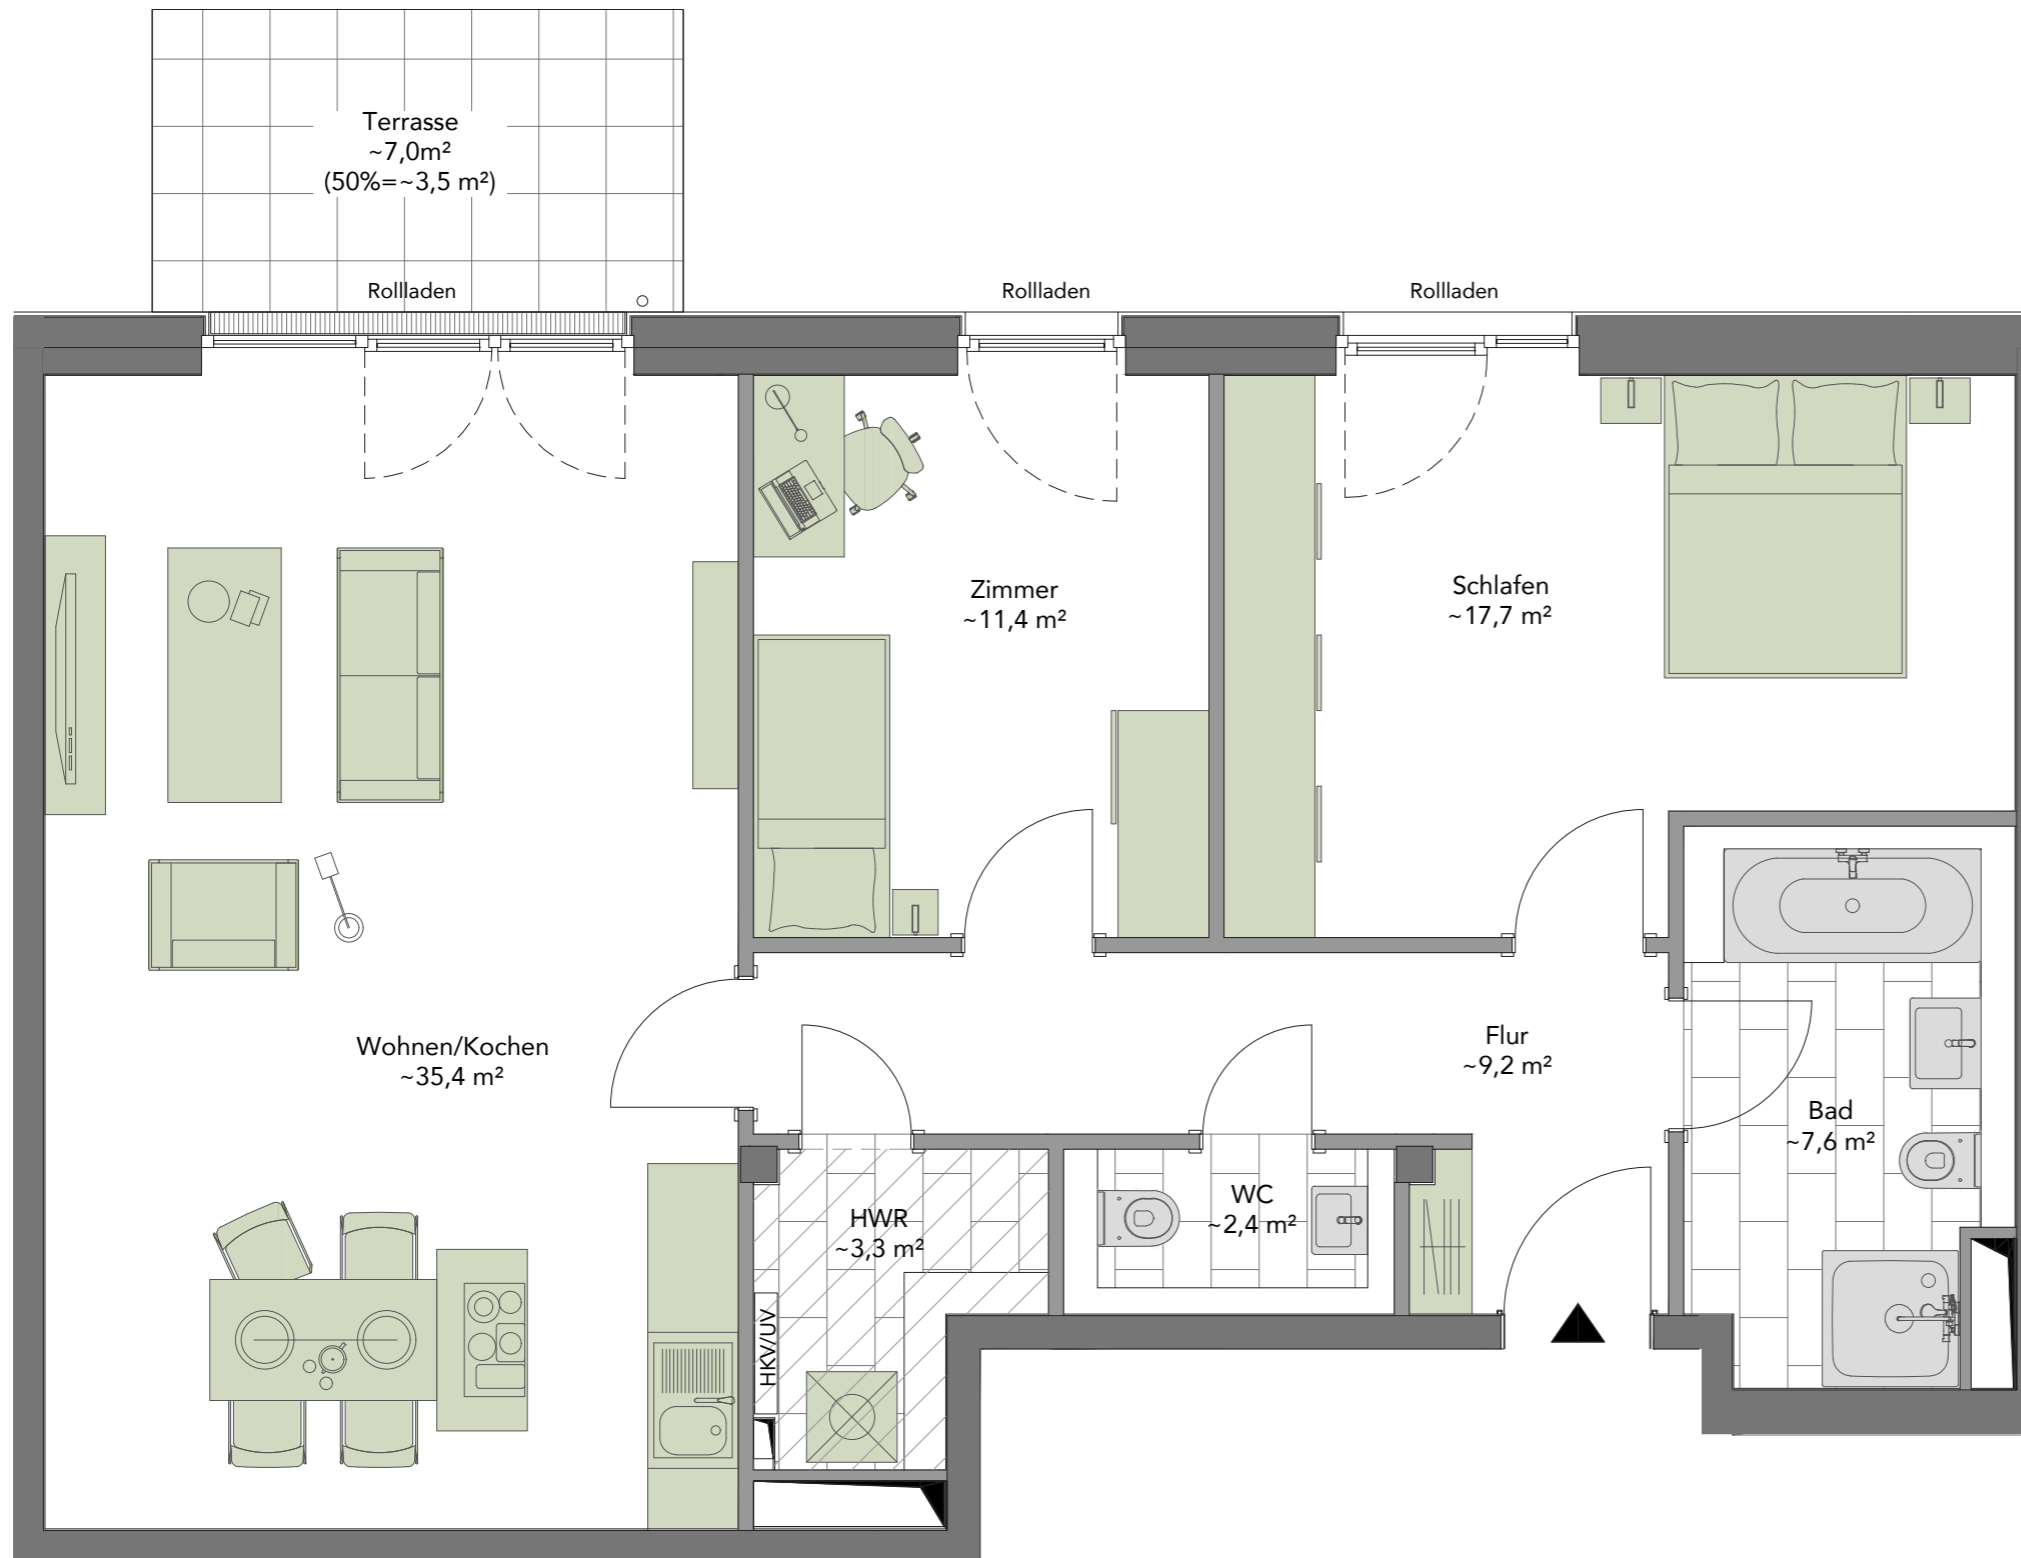 Terrasse
~7,0m²
(50%=~3,5 m²)
Rollladen
Rollladen
Rollladen
Zimmer
~11,4 m²
Schlafen
~17,7 m²
Wohnen/Kochen
~35,4 m²
Flur
~9,2 m²
Bad
~7,6 m²
HWR
~3,3 m²
WC
~2,4 m²
HKV/UV